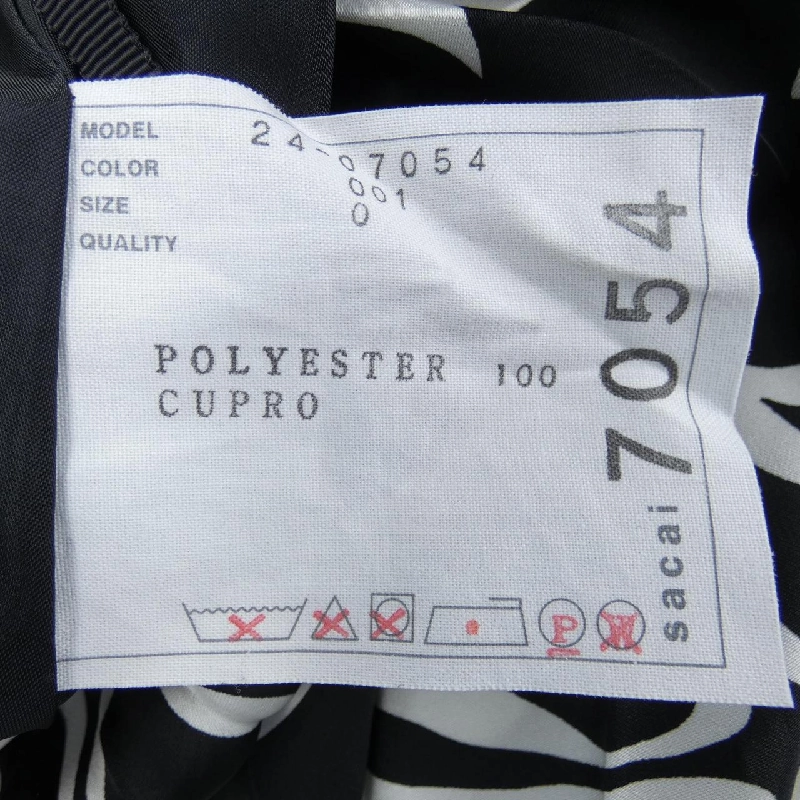 MODEL 24-07054
COLOR 001
SIZE 0
QUALITY
POLYESTER 100
CUPRO
P W
sacai 7054